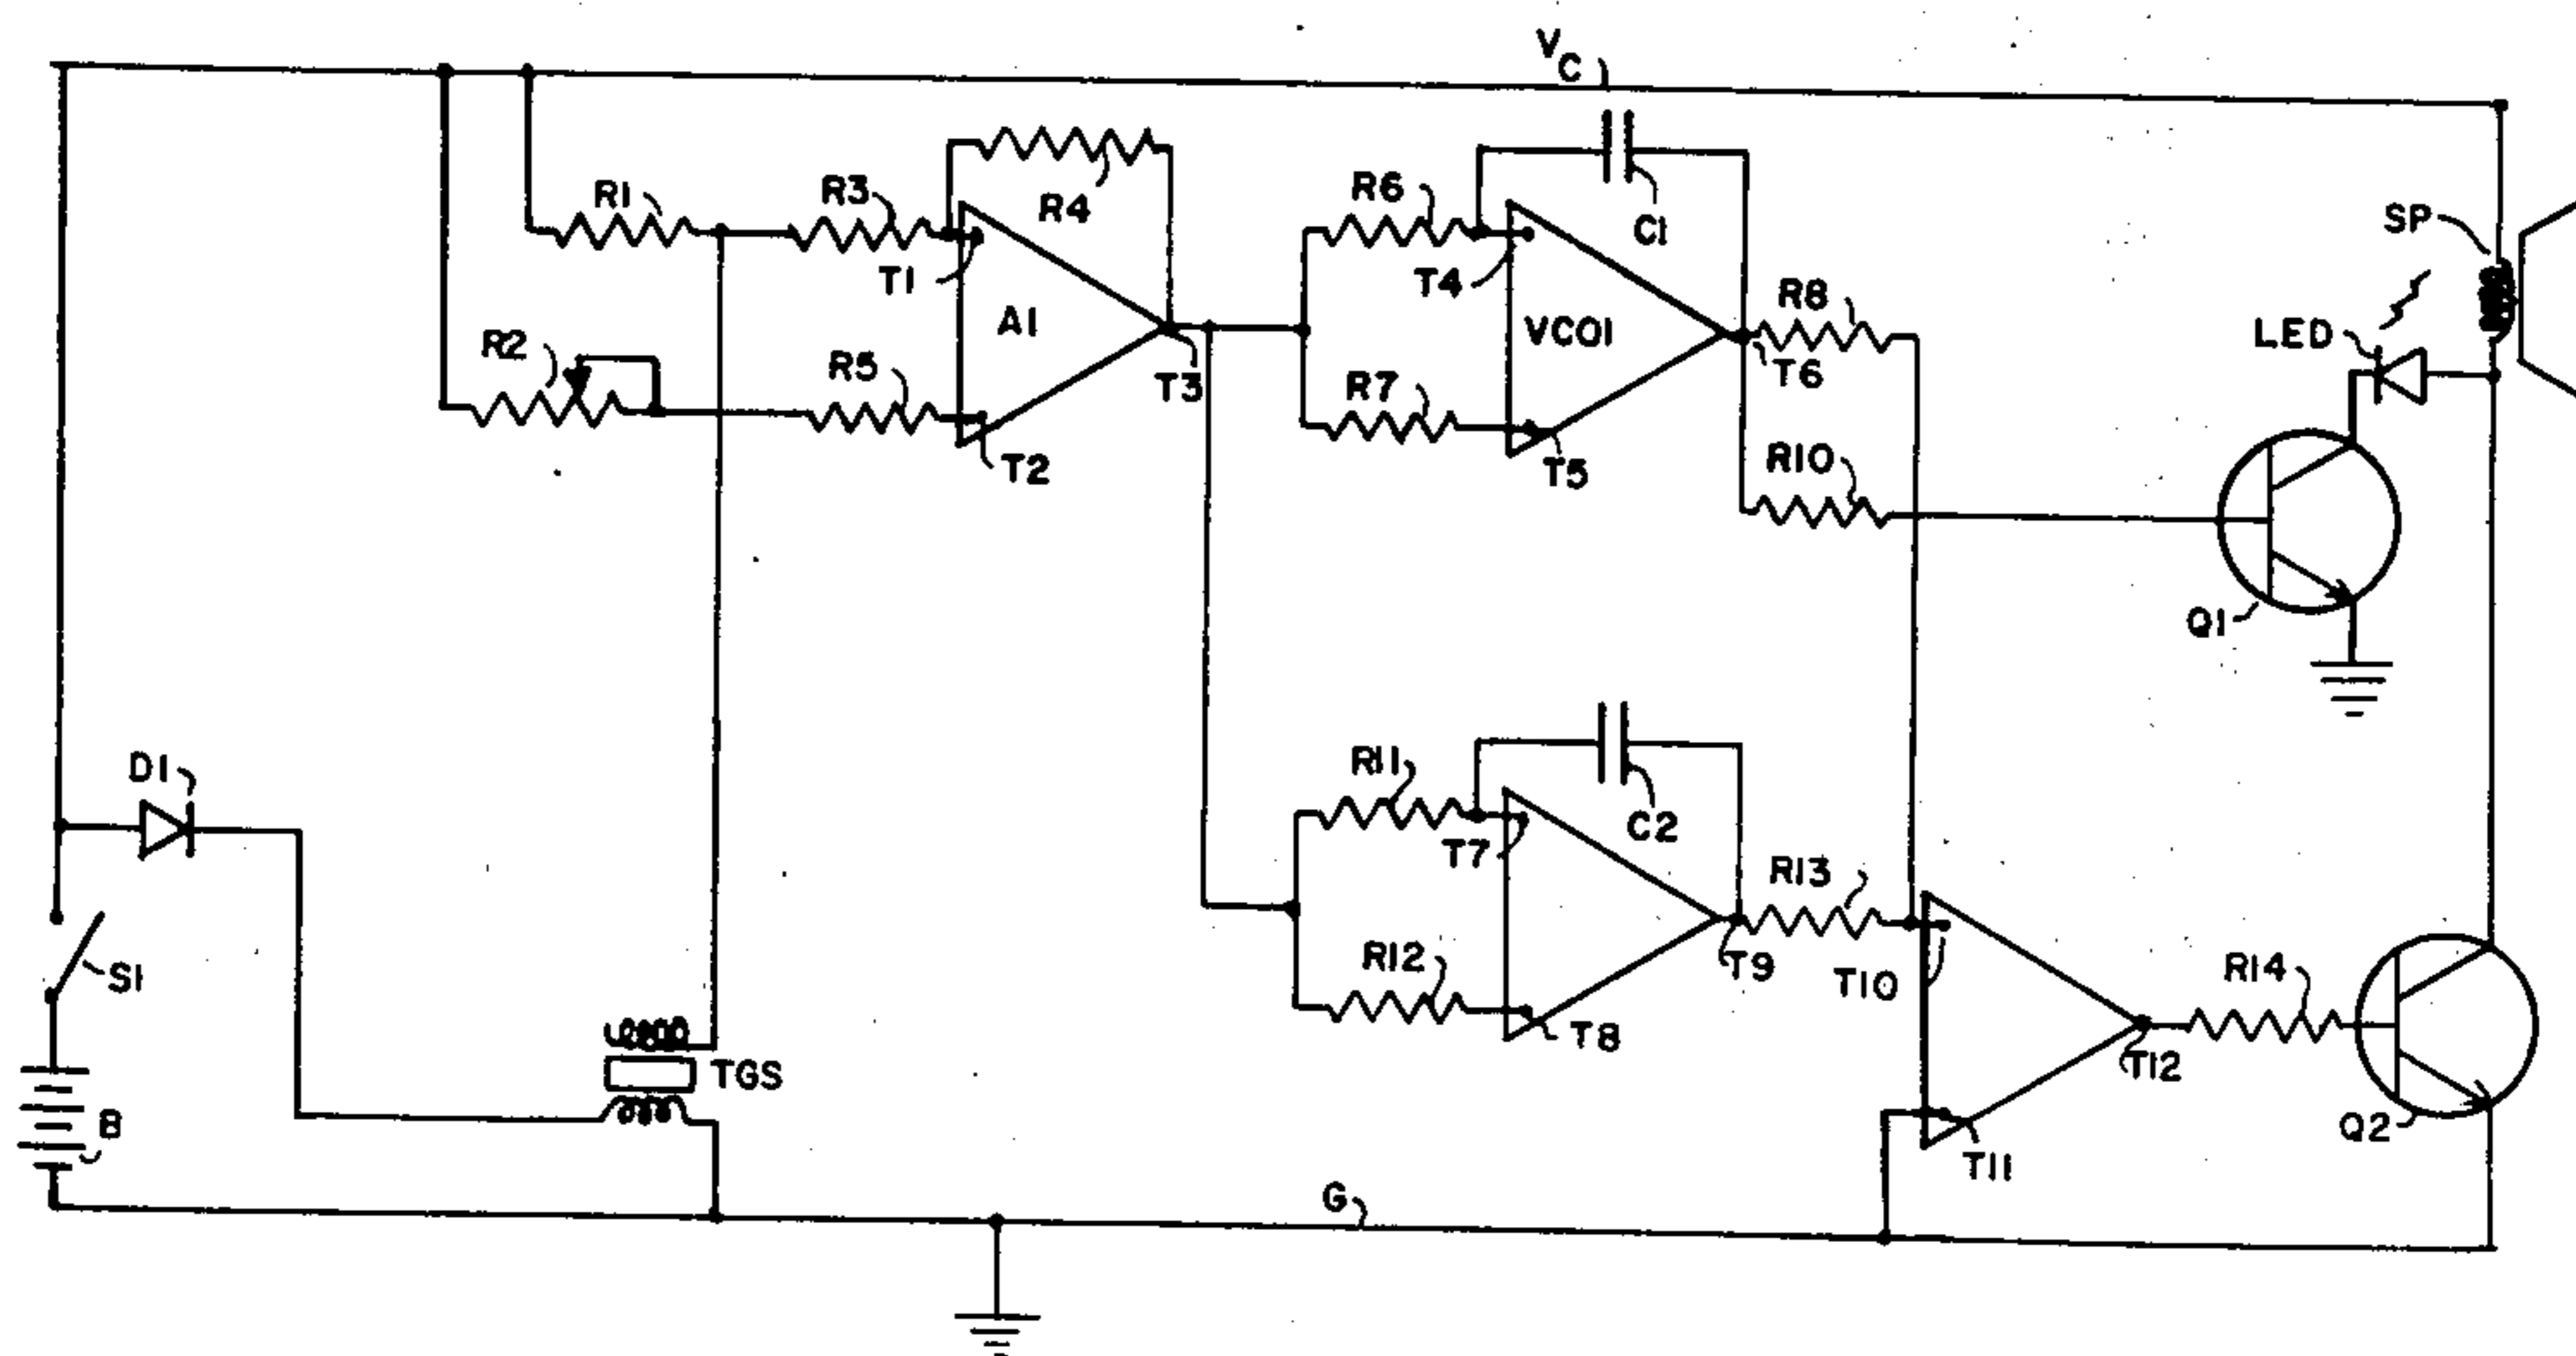 VC
R1
R3
R4
R6
C1
SP
T1
T4
R8
A1
VCO1
LED
R2
R5
T3
R7
T6
T2
T5
R10
Q1
D1
R11
C2
T7
R13
S1
R12
T9
T10
R14
T8
T12
TGS
B
Q2
T11
G